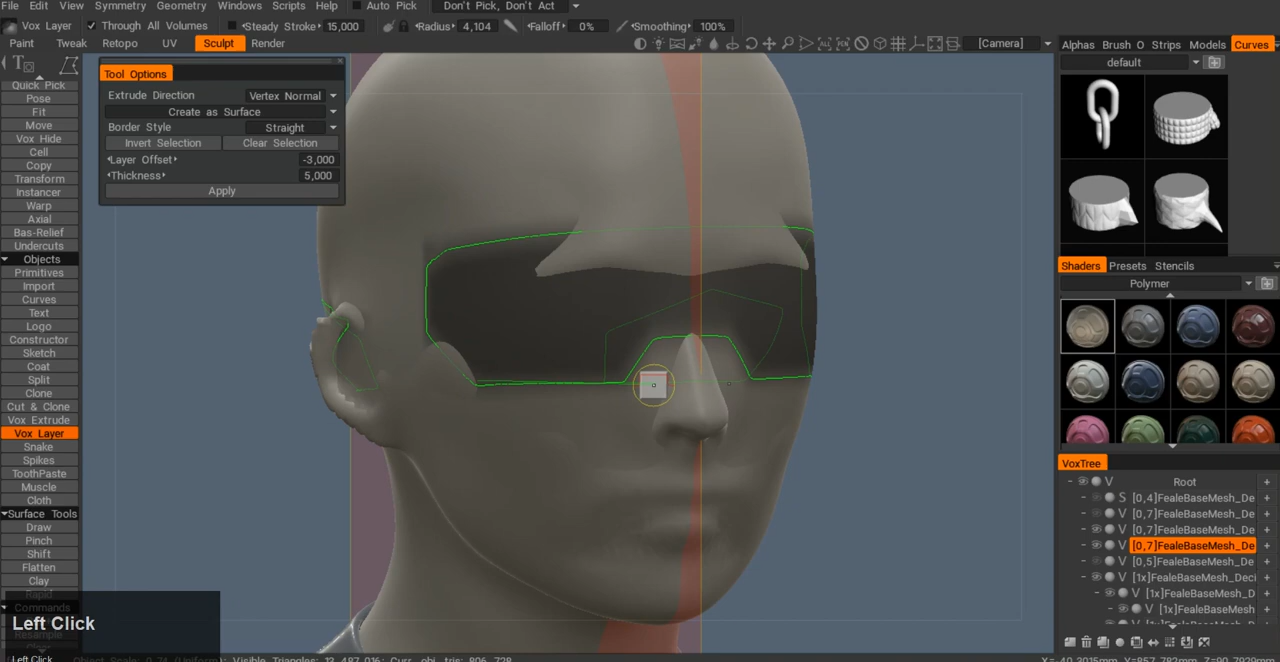 File Edit View Symmetry Geometry Windows Scripts Help Auto Pick Don't Pick, Don't Act
Vox Layer Through All Volumes Steady Stroke 15,000 Radius 4,104 Falloff 0% Smoothing 100%
Paint Tweak Retopo UV Sculpt Render [Camera] Alphas Brush O Strips Models Curves
default
Tool Options
Extrude Direction Vertex Normal
Create as Surface
Border Style Straight
Invert Selection Clear Selection
Layer Offset -3,000
Thickness 5,000
Apply
Quick Pick
Pose
Fit
Move
Vox Hide
Cell
Copy
Transform
Instancer
Warp
Axial
Bas-Relief
Undercuts
Objects
Primitives
Import
Curves
Text
Logo
Constructor
Sketch
Coat
Split
Clone
Cut & Clone
Vox Extrude
Vox Layer
Snake
Spikes
ToothPaste
Muscle
Cloth
Surface Tools
Draw
Pinch
Shift
Flatten
Clay
Rapid
Commands
Resample
Left Click
Left Click
Shaders Presets Stencils
Polymer
VoxTree
V Root +
S [0,4]FealeBaseMesh_De +
V [0,7]FealeBaseMesh_De +
V [0,7]FealeBaseMesh_De +
V [0,7]FealeBaseMesh_De +
V [0,5]FealeBaseMesh_De +
V [1x]FealeBaseMesh_Deci +
V [1x]FealeBaseMesh_D +
V [1x]FealeBaseMesh +